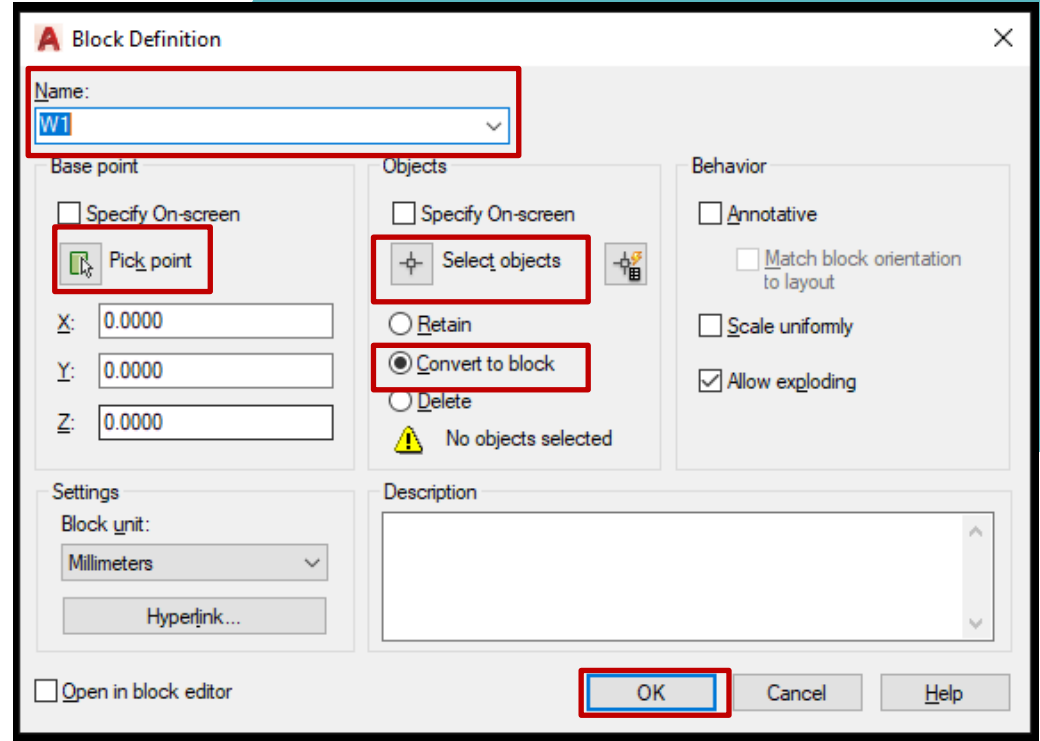 Block Definition
Name:
W1
Base point
Specify On-screen
Pick point
X: 0.0000
Y: 0.0000
Z: 0.0000
Objects
Specify On-screen
Select objects
Retain
Convert to block
Delete
No objects selected
Behavior
Annotative
Match block orientation
to layout
Scale uniformly
Allow exploding
Settings
Block unit:
Millimeters
Hyperlink...
Description
Open in block editor
OK
Cancel
Help